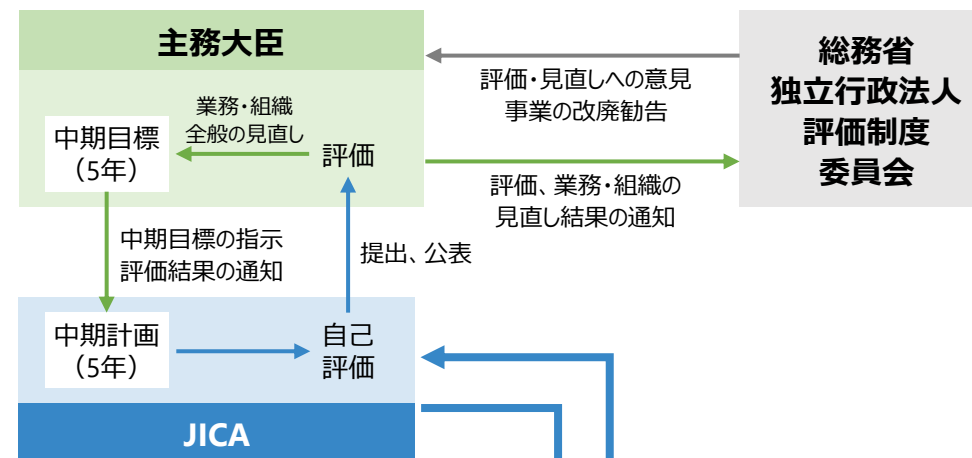 主務大臣
総務省
独立行政法人
評価制度
委員会
評価・見直しへの意見
事業の改廃勧告
業務・組織
全般の見直し
中期目標
（5年）
評価
評価、業務・組織の
見直し結果の通知
中期目標の指示
評価結果の通知
提出、公表
中期計画
（5年）
自己
評価
JICA